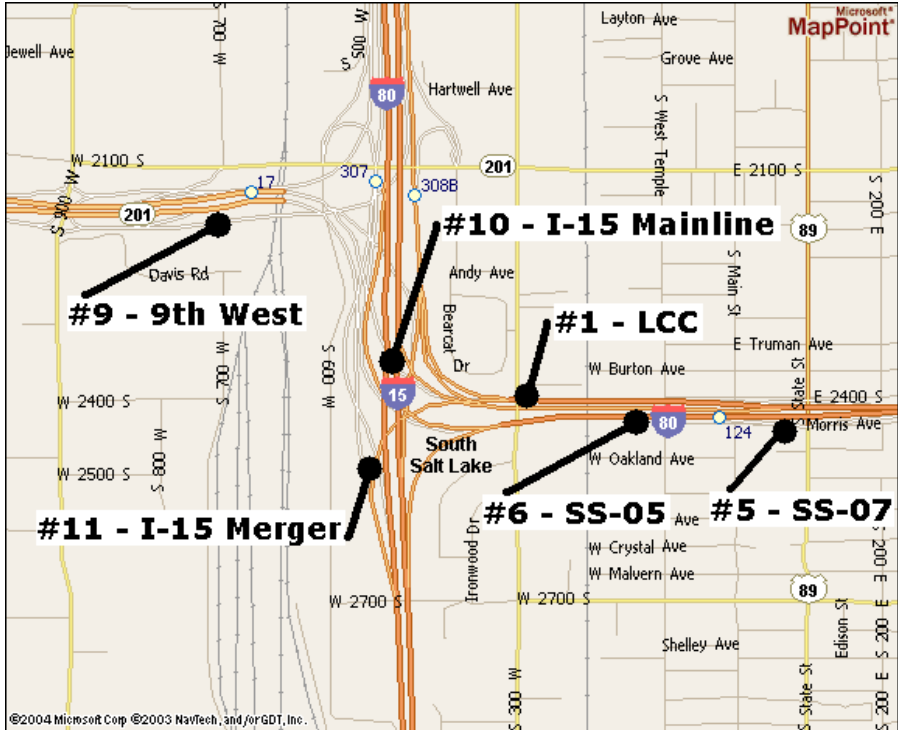 Microsoft®
MapPoint®
Layton Ave
Grove Ave
Jewell Ave
S 700 W
S 500 W
80
Hartwell Ave
S West Temple
W 2100 S
201
E 2100 S
307
17
308B
S 900 W
201
S 200 E
89
#10 - I-15 Mainline
Davis Rd
Andy Ave
S Main St
#9 - 9th West
#1 - LCC
Bearcat Dr
E Truman Ave
S 700 W
S 600 W
W Burton Ave
15
State St
W 2400 S
E 2400 S
80
124
Morris Ave
South
Salt Lake
W 2500 S
S 800 W
W Oakland Ave
#6 - SS-05
#5 - SS-07
#11 - I-15 Merger
Ave
W Crystal Ave
Ironwood Dr
W Malvern Ave
S 200 E
W 2700 S
W 2700 S
89
Edison St
S 200 E
Shelley Ave
S 300 W
S State St
S 200 E
©2004 Microsoft Corp ©2003 NavTech, and/or GDT, Inc.